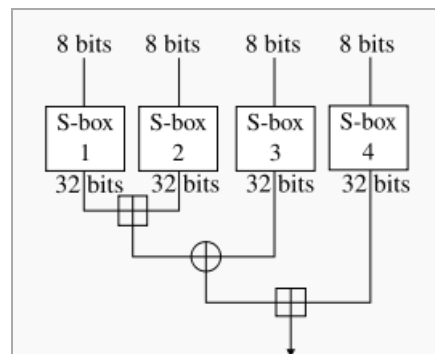 8 bits 8 bits 8 bits 8 bits
S-box S-box S-box S-box
1 2 3 4
32 bits 32 bits 32 bits 32 bits